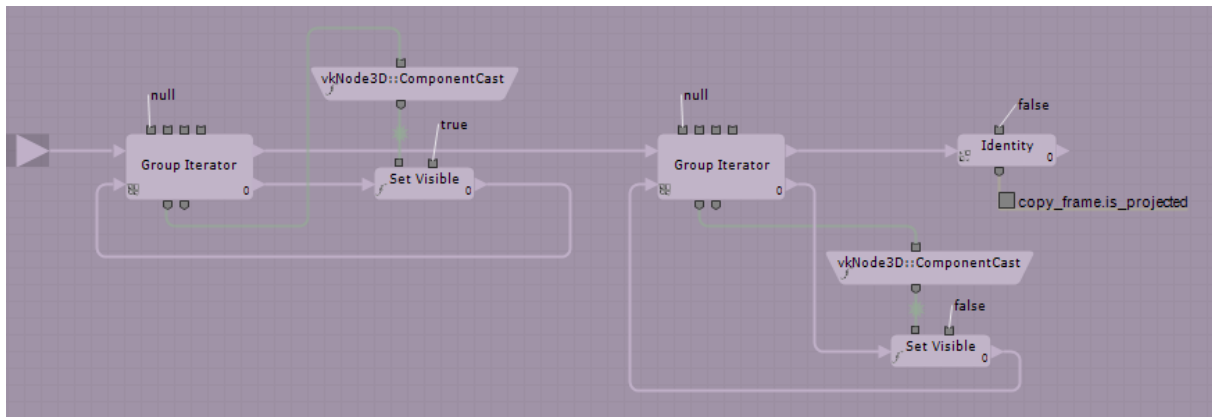 null
vkNode3D::ComponentCast
true
Group Iterator
0
Set Visible
0
null
false
Group Iterator
0
Identity
0
copy_frame.is_projected
vkNode3D::ComponentCast
false
Set Visible
0